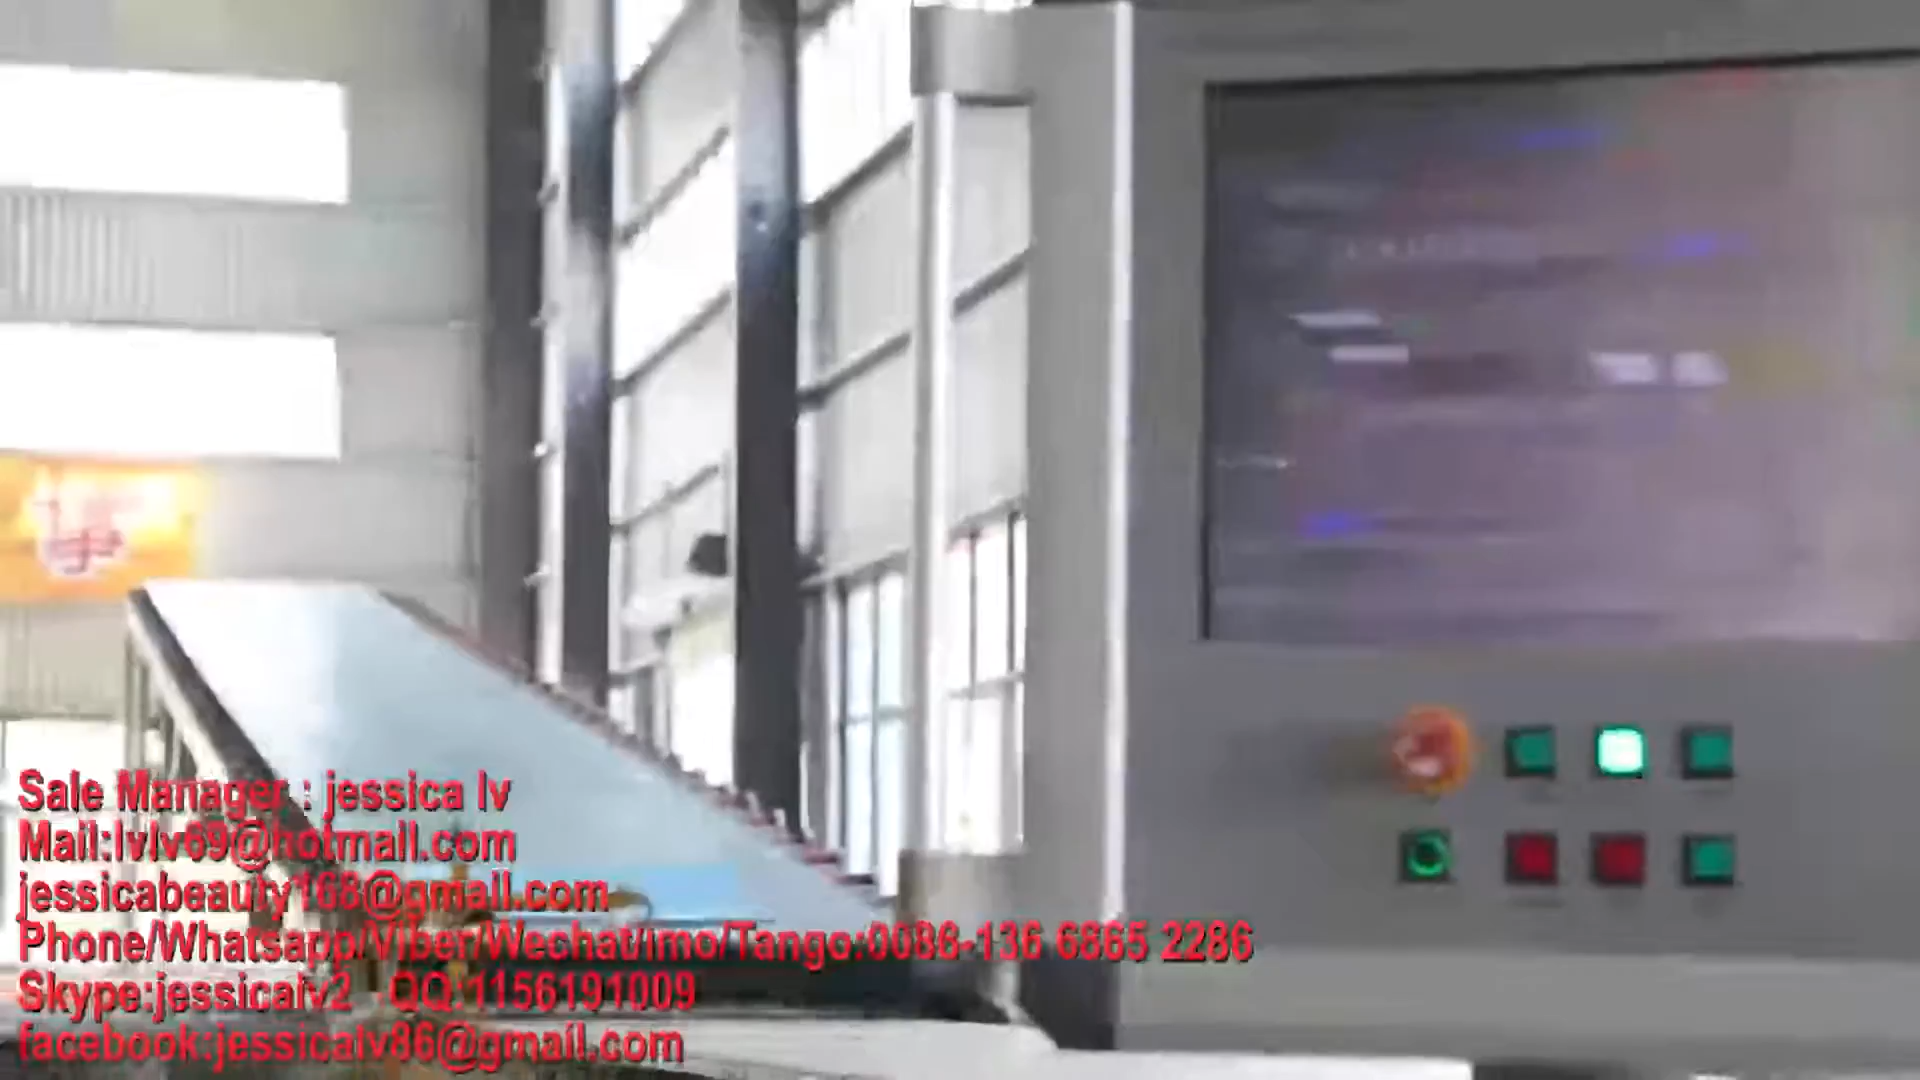 Sale Manager : jessica lv
Mail:lvlv69@hotmail.com
jessicabeauty168@gmail.com
Phone/Whatsapp/Viber/Wechat/imo/Tango:0086-136 6865 2286
Skype:jessicalv2 QQ:1156191009
facebook:jessicalv86@gmail.com